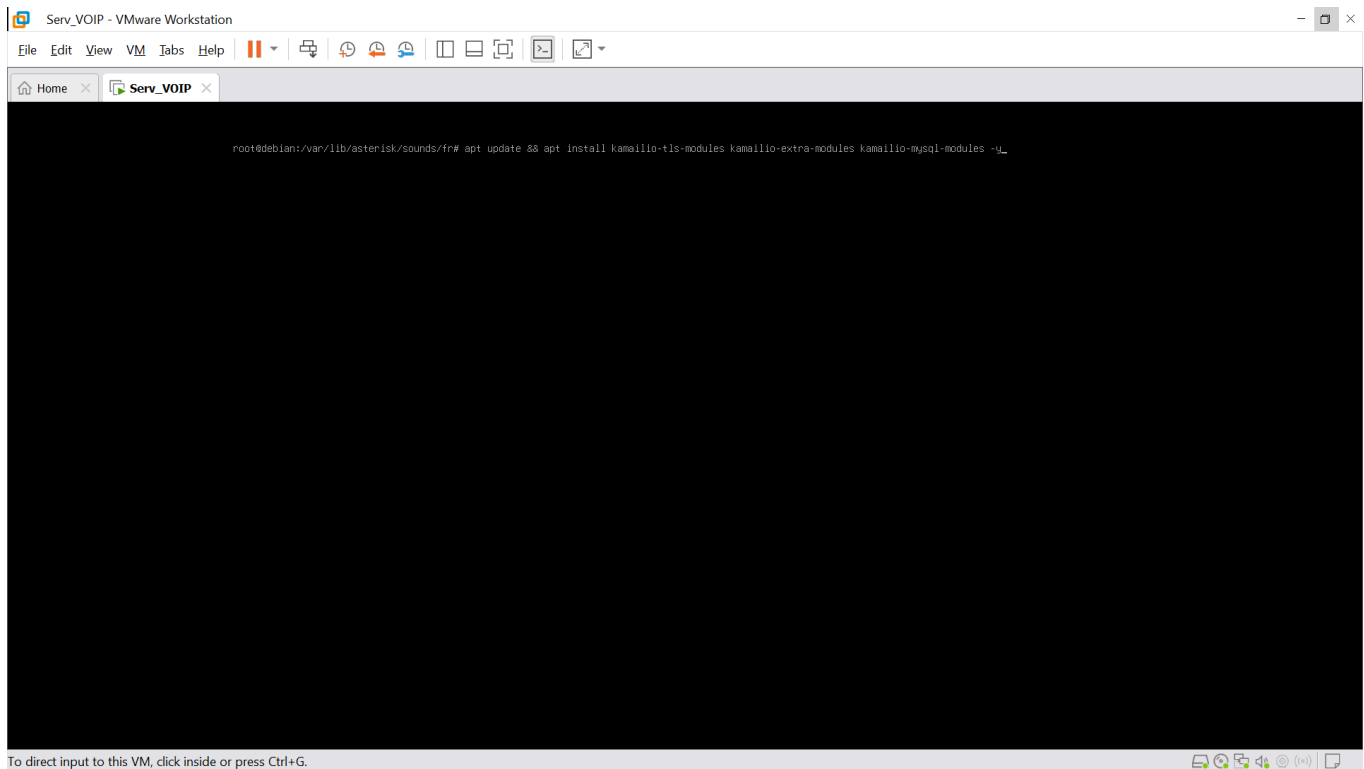 Serv_VOIP - VMware Workstation
File Edit View VM Tabs Help
Home Serv_VOIP
root@debian:/var/lib/asterisk/sounds/fr# apt update && apt install kamailio-tls-modules kamailio-extra-modules kamailio-mysql-modules -y_
To direct input to this VM, click inside or press Ctrl+G.